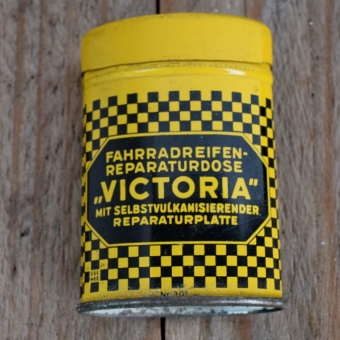 FAHRRADREIFEN-
REPARATURDOSE
„VICTORIA"
MIT SELBSTVULKANISIERENDER
REPARATURPLATTE